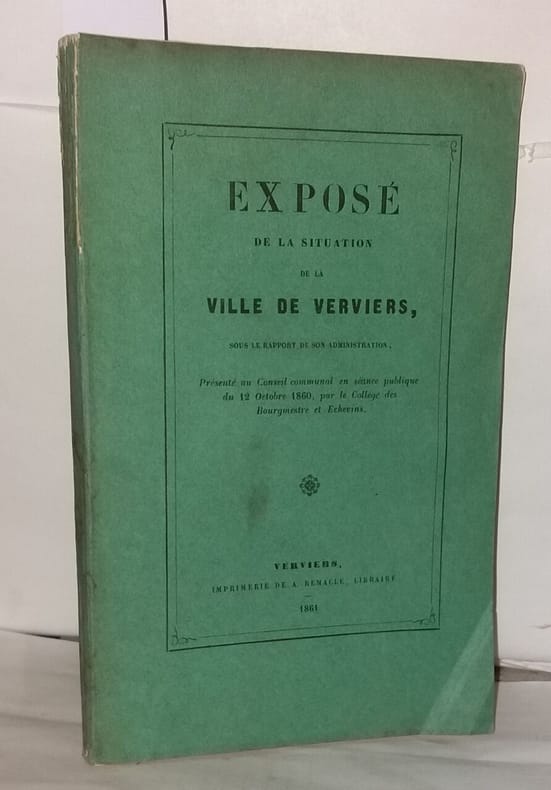 EXPOSÉ
DE LA SITUATION
DE LA
VILLE DE VERVIERS,
SOUS LE RAPPORT DE SON ADMINISTRATION,
Présenté au Conseil communal en séance publique
du 12 Octobre 1860, par le Collége des
Bourgmestre et Echevins.
VERVIERS,
IMPRIMERIE DE A. REMACLE, LIBRAIRE
1861